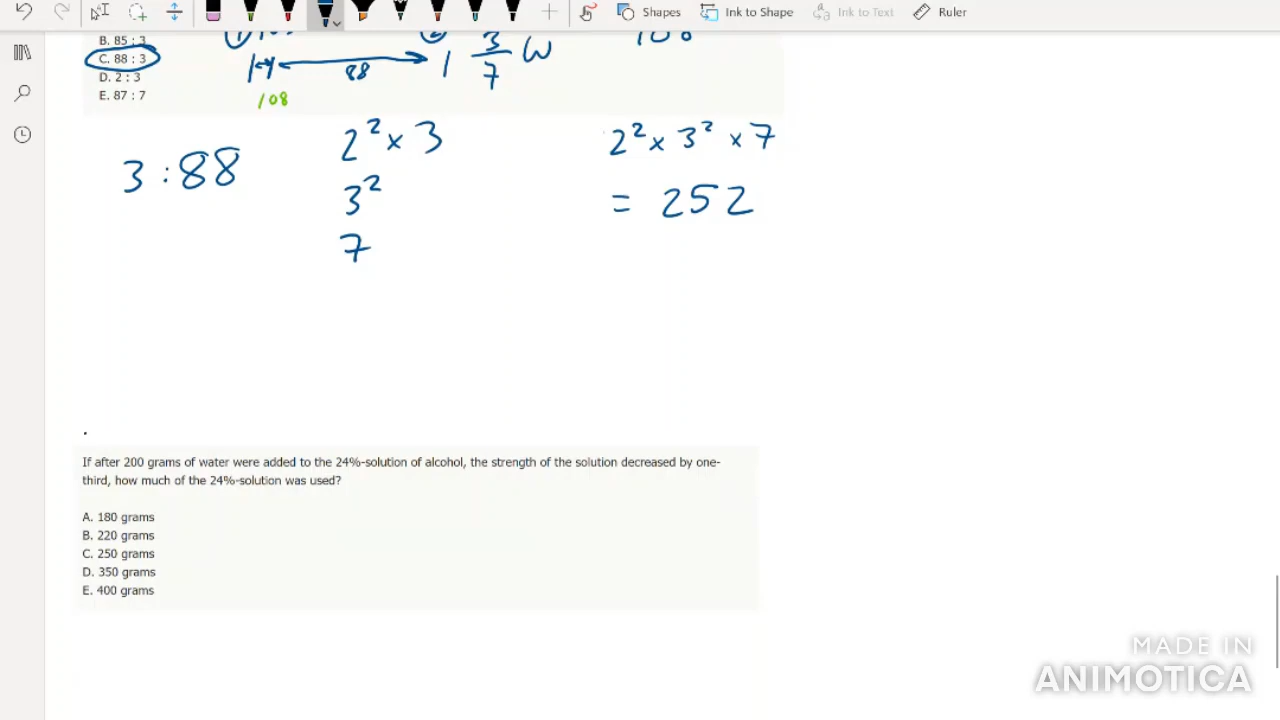 Shapes Ink to Shape Ink to Text Ruler
B. 85 : 3
C. 88 : 3
D. 2 : 3
E. 87 : 7
88
1 3/7 W
108
108
3 : 88
2² × 3
3²
7
2² × 3² × 7
= 252
If after 200 grams of water were added to the 24%-solution of alcohol, the strength of the solution decreased by one-
third, how much of the 24%-solution was used?
A. 180 grams
B. 220 grams
C. 250 grams
D. 350 grams
E. 400 grams
MADE IN
ANIMOTICA